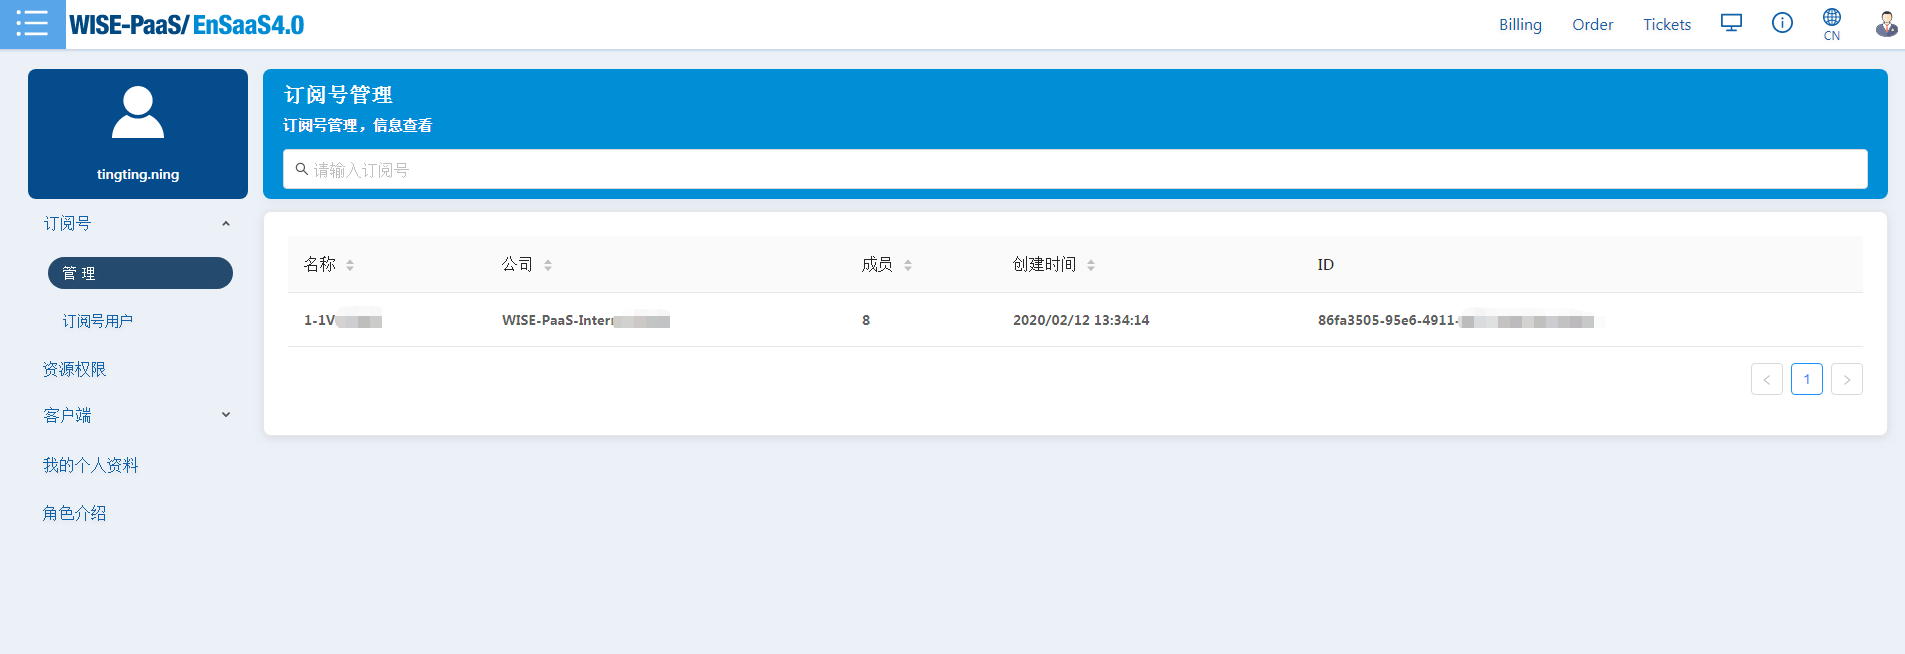 WISE-PaaS/EnSaaS4.0
Billing
Order
Tickets
CN
tingting.ning
订阅号
管 理
订阅号用户
资源权限
客户端
我的个人资料
角色介绍
订阅号管理
订阅号管理，信息查看
请输入订阅号
名称 公司 成员 创建时间 ID
1-1V WISE-PaaS-Inter 8 2020/02/12 13:34:14 86fa3505-95e6-4911-
1